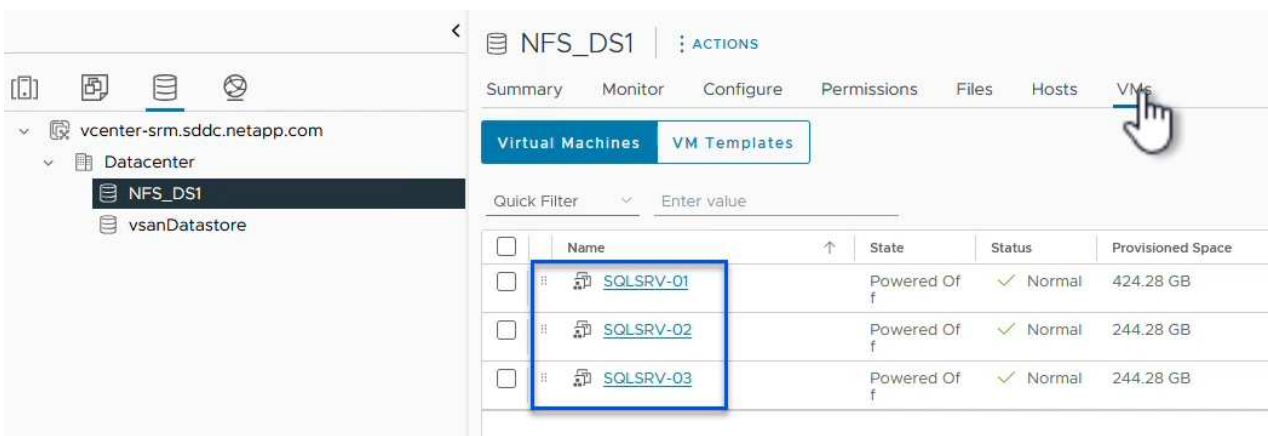 NFS_DS1
ACTIONS
Summary Monitor Configure Permissions Files Hosts VMs
vcenter-srm.sddc.netapp.com
Datacenter
NFS_DS1
vsanDatastore
Virtual Machines VM Templates
Quick Filter Enter value
Name State Status Provisioned Space
SQLSRV-01 Powered Of Normal 424.28 GB
f
SQLSRV-02 Powered Of Normal 244.28 GB
f
SQLSRV-03 Powered Of Normal 244.28 GB
f